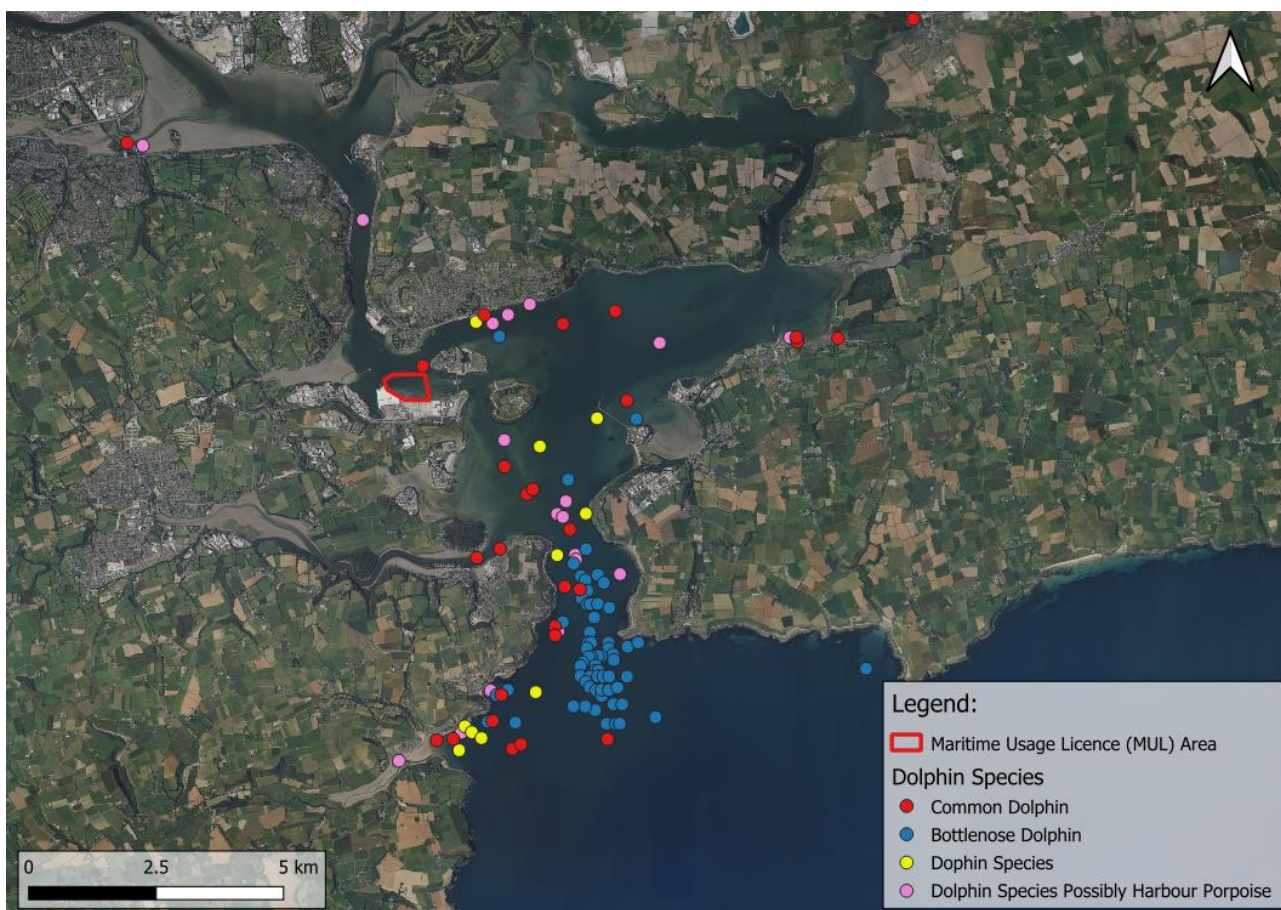 0 2.5 5 km
Legend:
Maritime Usage Licence (MUL) Area
Dolphin Species
Common Dolphin
Bottlenose Dolphin
Dophin Species
Dolphin Species Possibly Harbour Porpoise